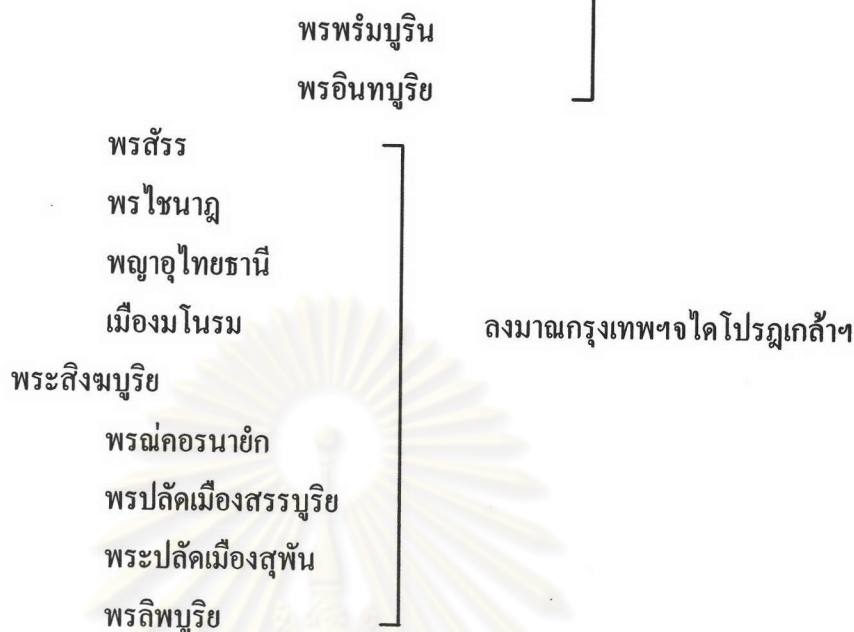 พรพรํมบูริน
พรอินทบูริย
พรสัรร
พรไชนาฎ
พญาอุไทยธานี
เมืองมโนรม
ลงมาณกรุงเทพฯจไดโปรฎเกล้าฯ
พระสิงฆบูริย
พรณ่คอรนายํก
พรปลัดเมืองสรรบูริย
พระปลัดเมืองสุพัน
พรลิพบูริย